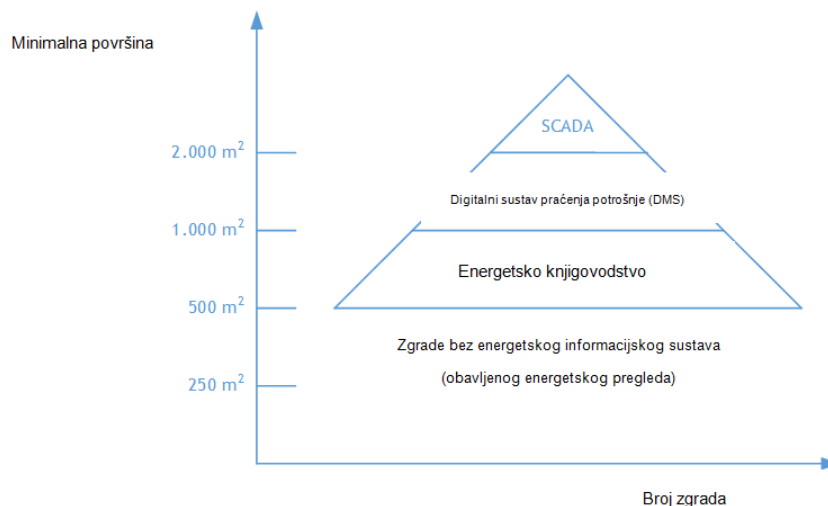 Minimalna površina
SCADA
2.000 m²
Digitalni sustav praćenja potrošnje (DMS)
1.000 m²
Energetsko knjigovodstvo
500 m²
Zgrade bez energetskog informacijskog sustava
(obavljenog energetskog pregleda)
250 m²
Broj zgrada